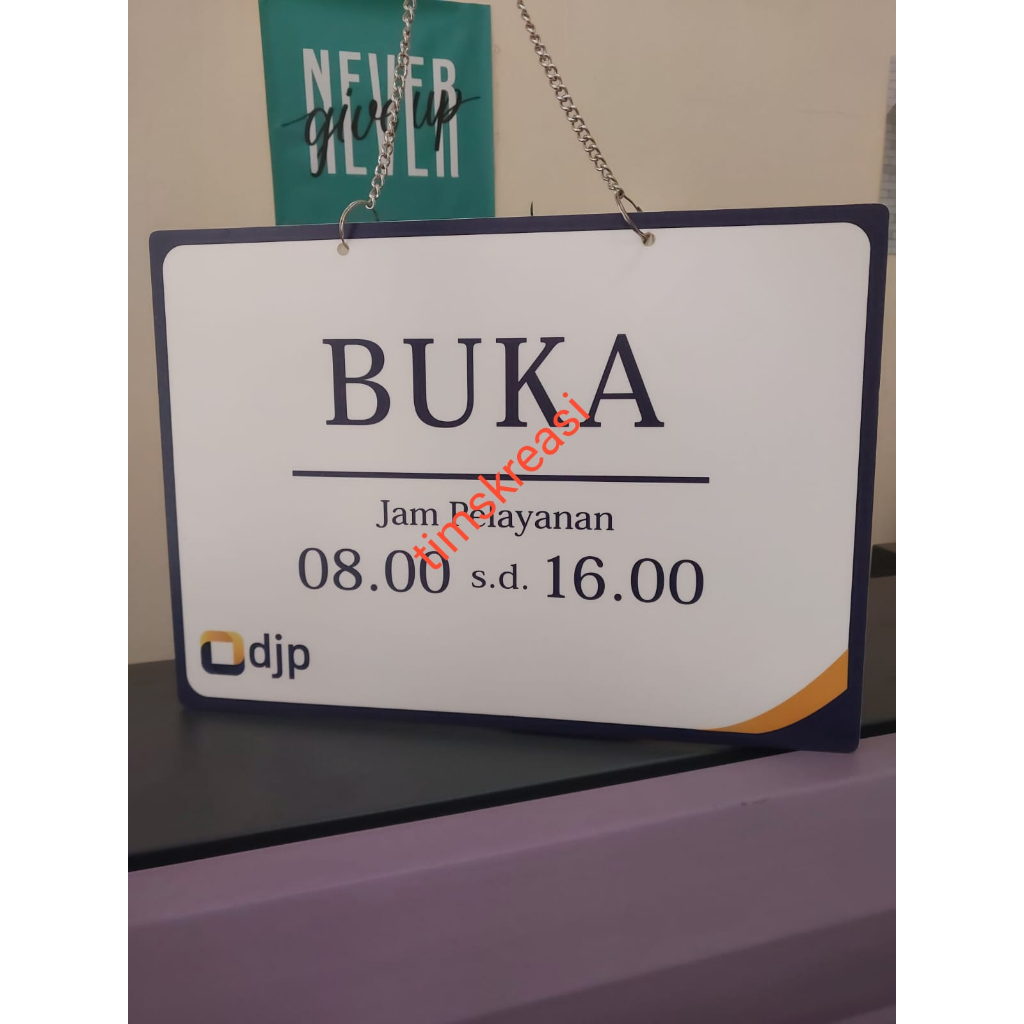 NEVER
give up
NEVER
BUKA
Jam Pelayanan
08.00 s.d. 16.00
djp
timskreasi